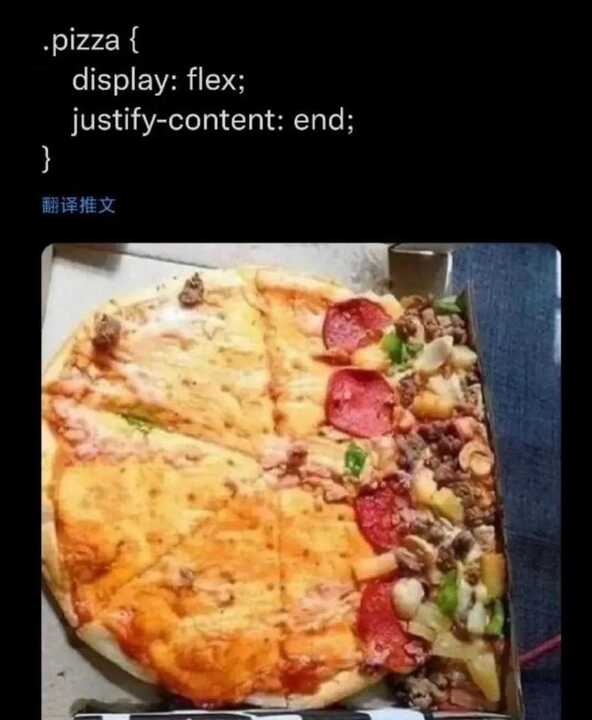 .pizza {
display: flex;
justify-content: end;
}
翻译推文